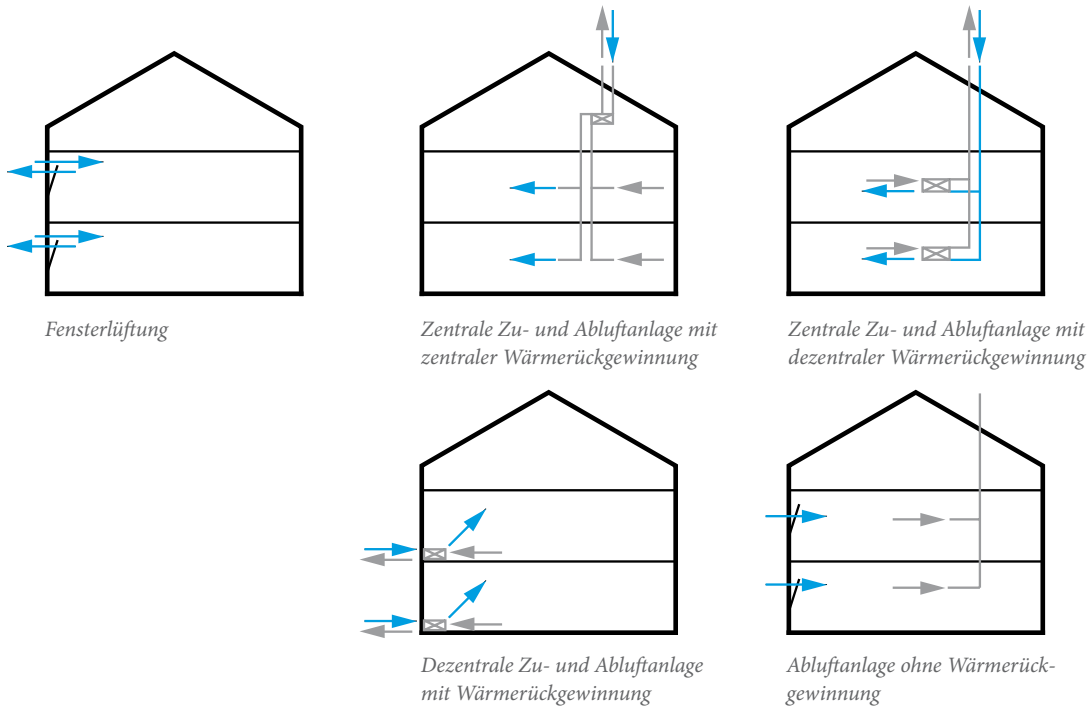 Fensterlüftung
Zentrale Zu- und Abluftanlage mit
zentraler Wärmerückgewinnung
Zentrale Zu- und Abluftanlage mit
dezentraler Wärmerückgewinnung
Dezentrale Zu- und Abluftanlage
mit Wärmerückgewinnung
Abluftanlage ohne Wärmerück-
gewinnung